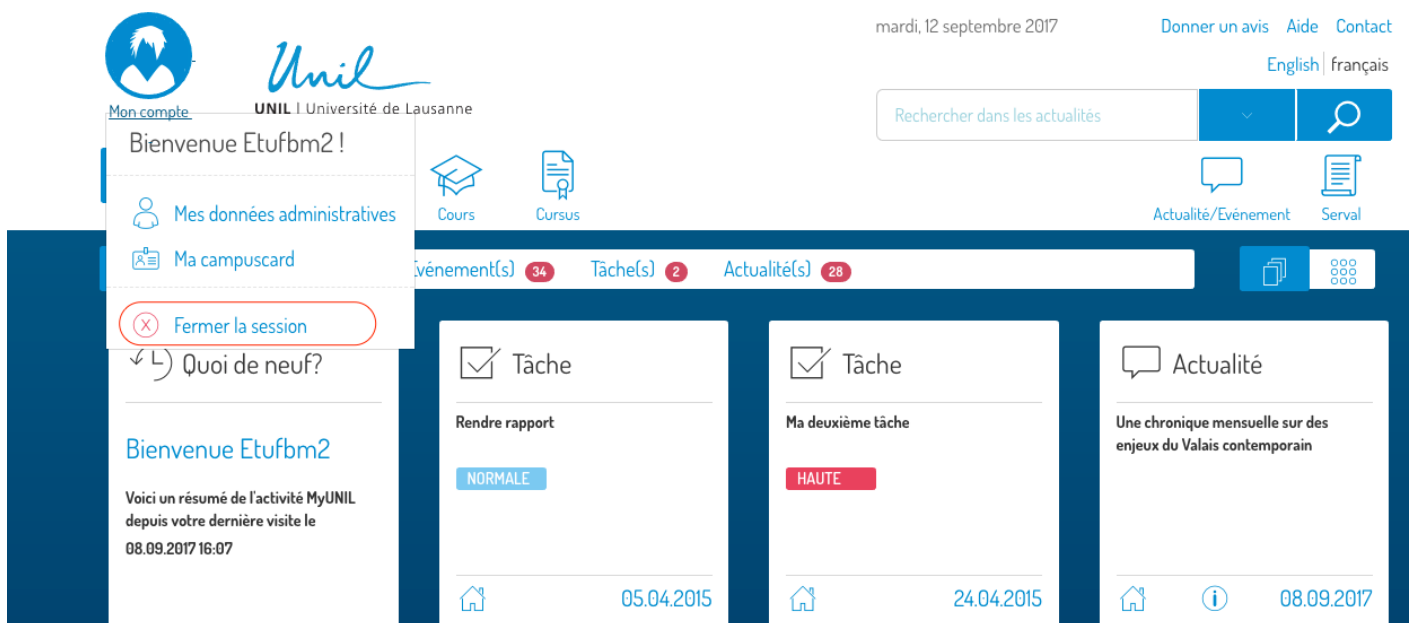 mardi, 12 septembre 2017
Donner un avis Aide Contact
English français
Mon compte
Unil
UNIL | Université de Lausanne
Rechercher dans les actualités
Bienvenue Etufbm2 !
Mes données administratives
Ma campuscard
Fermer la session
Cours
Cursus
Actualité/Evénement
Serval
vénement(s) 34
Tâche(s) 2
Actualité(s) 28
Quoi de neuf?
Bienvenue Etufbm2
Voici un résumé de l'activité MyUNIL
depuis votre dernière visite le
08.09.2017 16:07
Tâche
Rendre rapport
NORMALE
05.04.2015
Tâche
Ma deuxième tâche
HAUTE
24.04.2015
Actualité
Une chronique mensuelle sur des
enjeux du Valais contemporain
08.09.2017